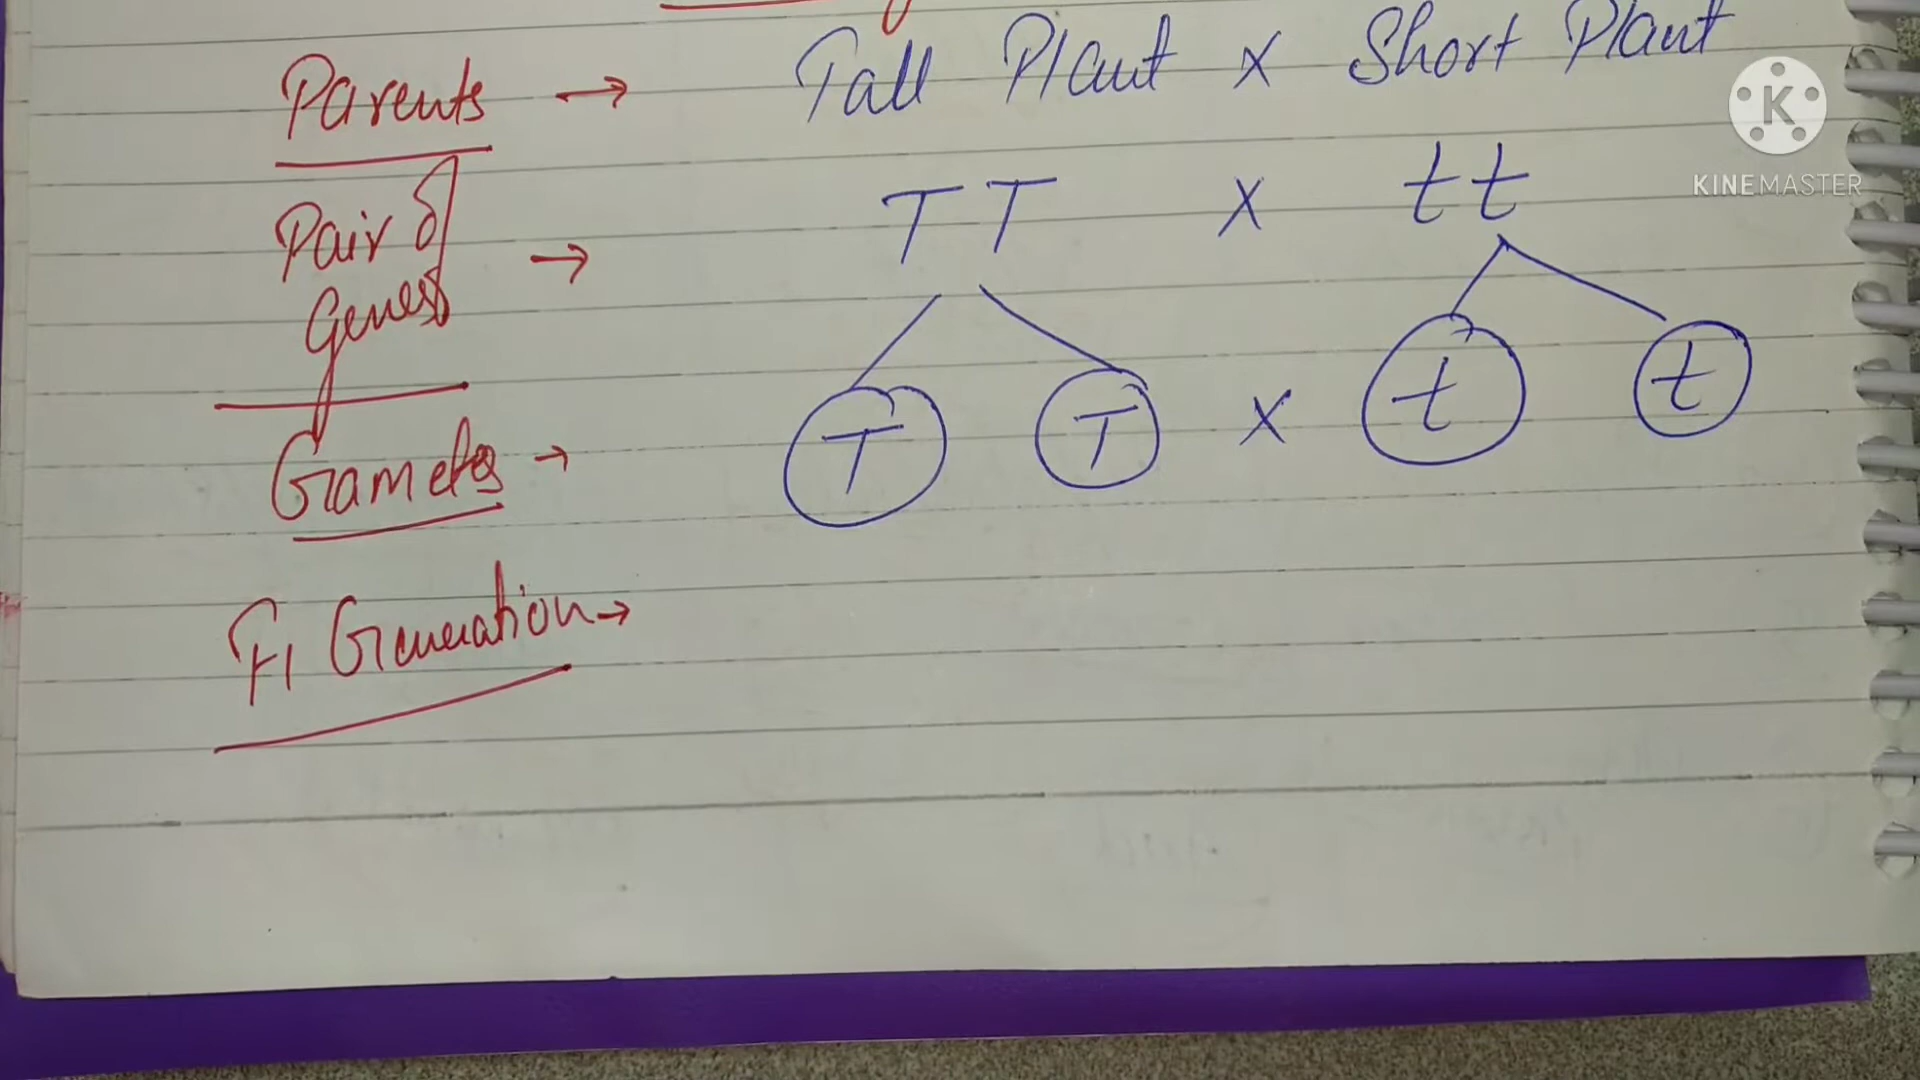 Parents → Tall Plant x Short Plant
Pair of
genes → TT x tt
Gametes → T T x t t
F1 Generation →
KINEMASTER